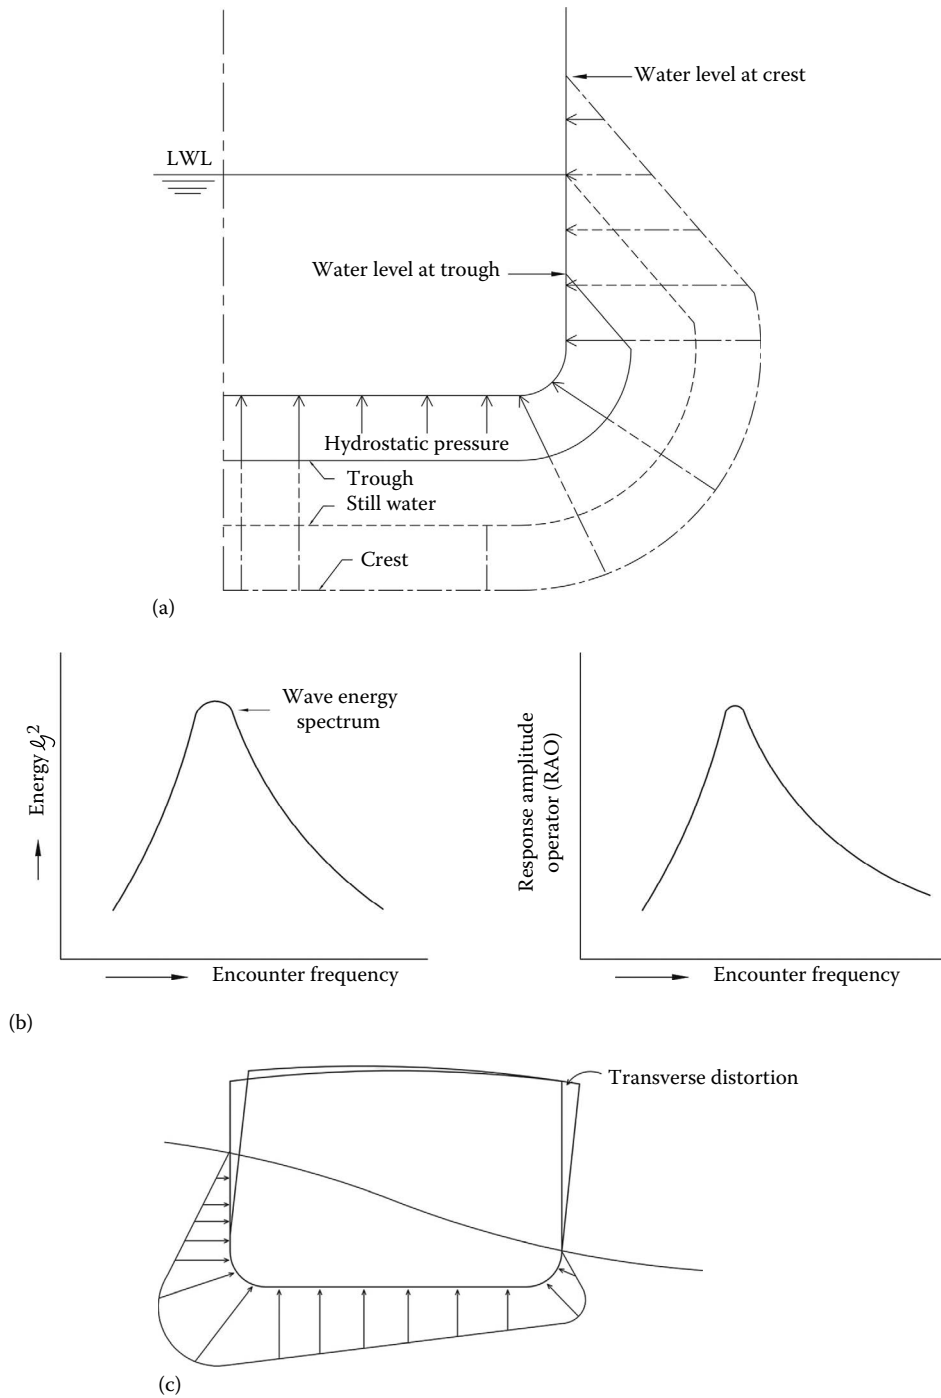 Water level at crest
LWL
Water level at trough
Hydrostatic pressure
Trough
Still water
Crest
(a)
Wave energy
spectrum
Energy
Encounter frequency
Response amplitude
operator (RAO)
Encounter frequency
(b)
Transverse distortion
(c)